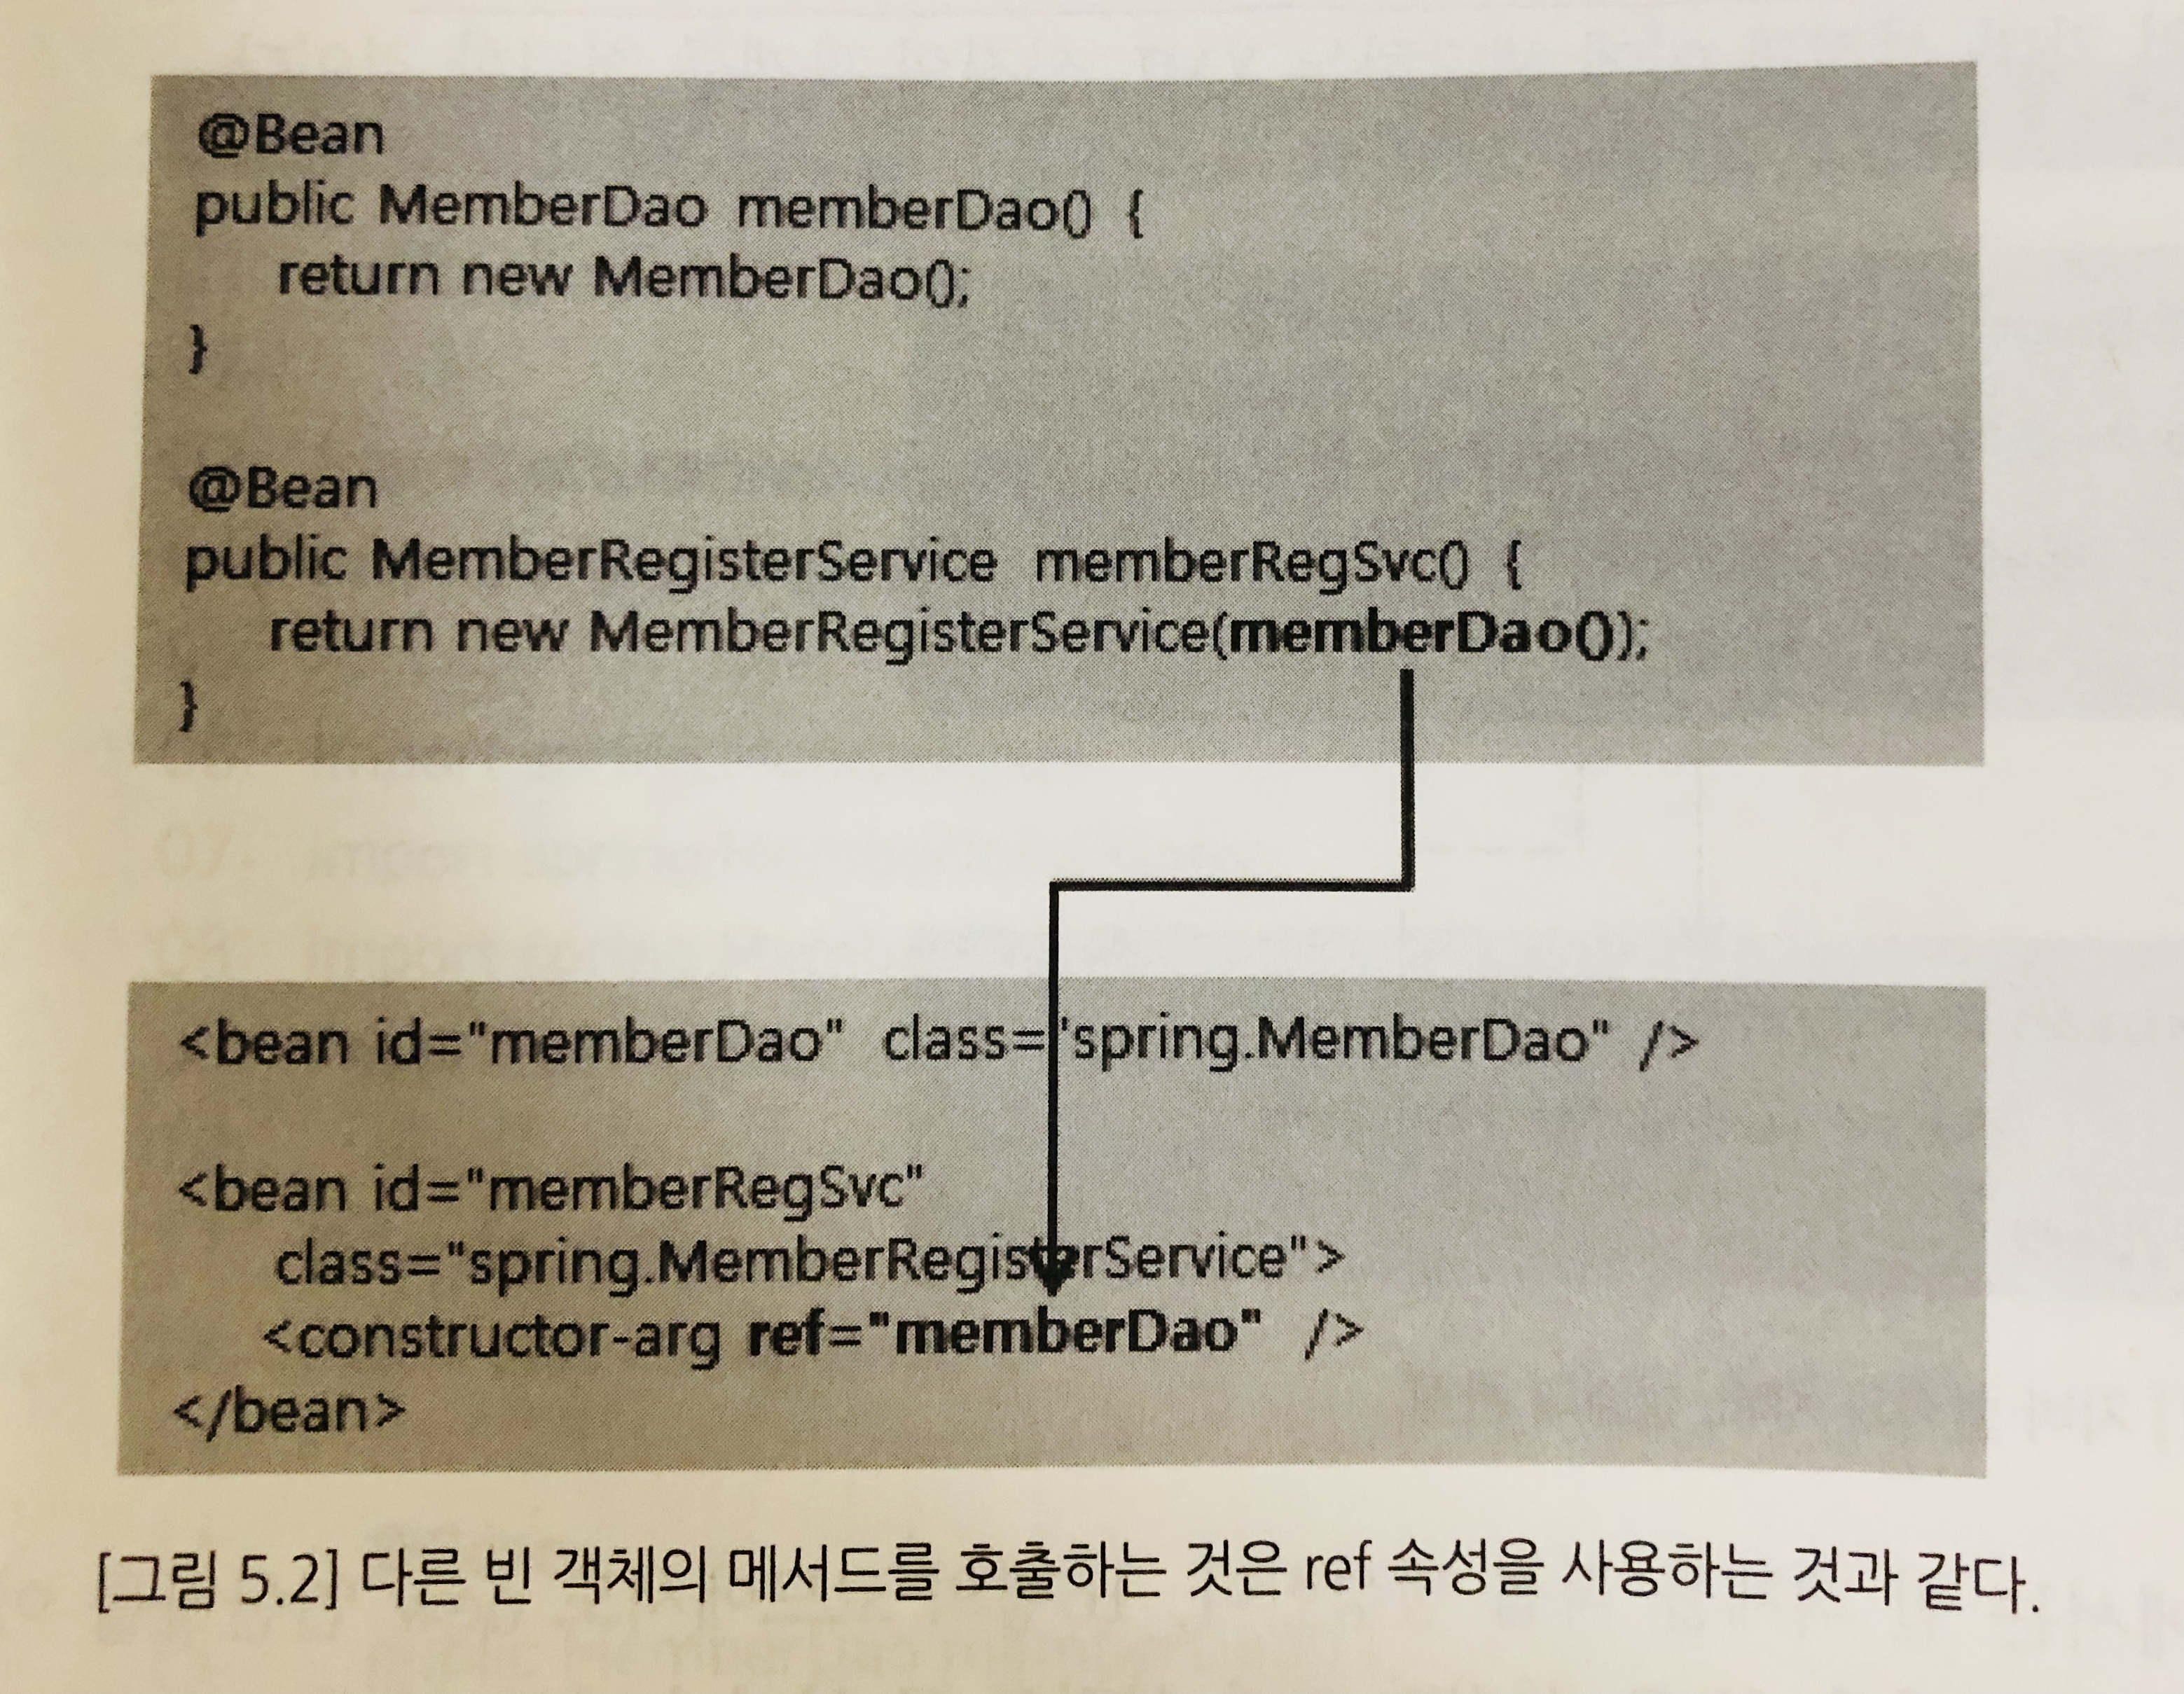 @Bean
public MemberDao memberDao() {
return new MemberDao();
}
@Bean
public MemberRegisterService memberRegSvc() {
return new MemberRegisterService(memberDao());
}
<bean id="memberDao" class="spring.MemberDao" />
<bean id="memberRegSvc"
class="spring.MemberRegisterService">
<constructor-arg ref="memberDao" />
</bean>
[그림 5.2] 다른 빈 객체의 메서드를 호출하는 것은 ref 속성을 사용하는 것과 같다.